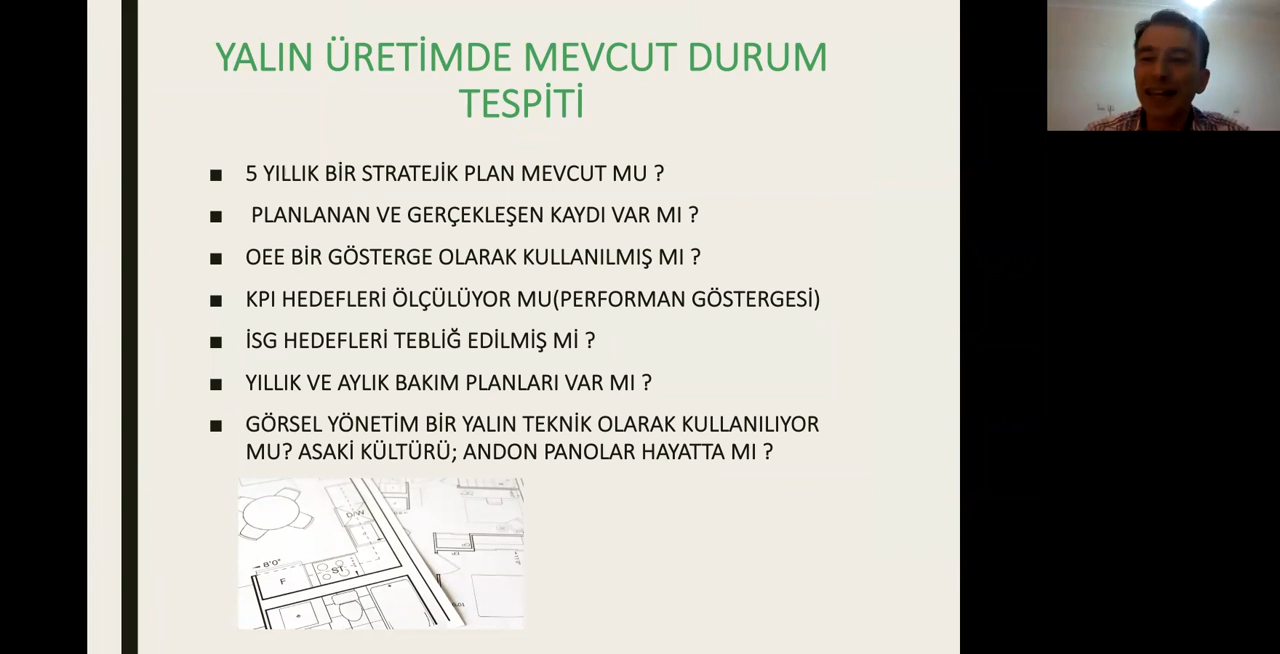 YALIN ÜRETİMDE MEVCUT DURUM
TESPİTİ
5 YILLIK BİR STRATEJİK PLAN MEVCUT MU ?
PLANLANAN VE GERÇEKLEŞEN KAYDI VAR MI ?
OEE BİR GÖSTERGE OLARAK KULLANILMIŞ MI ?
KPI HEDEFLERİ ÖLÇÜLÜYOR MU(PERFORMAN GÖSTERGESİ)
İSG HEDEFLERİ TEBLİĞ EDİLMİŞ Mİ ?
YILLIK VE AYLIK BAKIM PLANLARI VAR MI ?
GÖRSEL YÖNETİM BİR YALIN TEKNİK OLARAK KULLANILIYOR
MU? ASAKİ KÜLTÜRÜ; ANDON PANOLAR HAYATTA MI ?
D/W
8'0"
F
ST